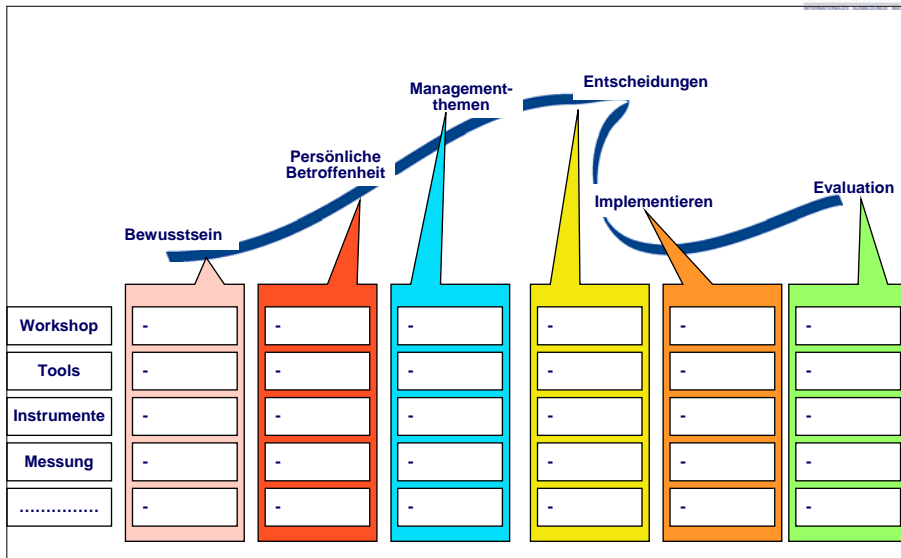 Entscheidungen
Management-
themen
Persönliche
Betroffenheit
Evaluation
Implementieren
Bewusstsein
Workshop - - - - - -
Tools - - - - - -
Instrumente - - - - - -
Messung - - - - - -
…………… - - - - - -